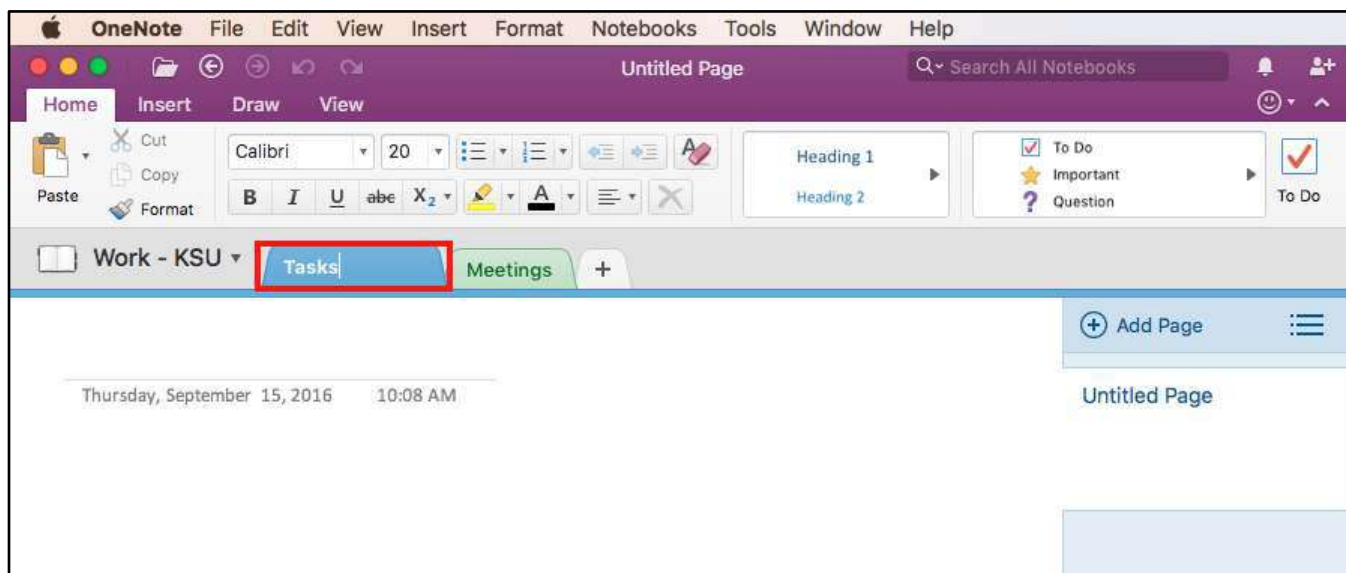 OneNote File Edit View Insert Format Notebooks Tools Window Help
Untitled Page
Search All Notebooks
Home Insert Draw View
Paste
Cut
Copy
Format
Calibri 20
B I U abc X2 A
Heading 1
Heading 2
To Do
Important
Question
To Do
Work - KSU Tasks Meetings +
Add Page
Thursday, September 15, 2016 10:08 AM
Untitled Page